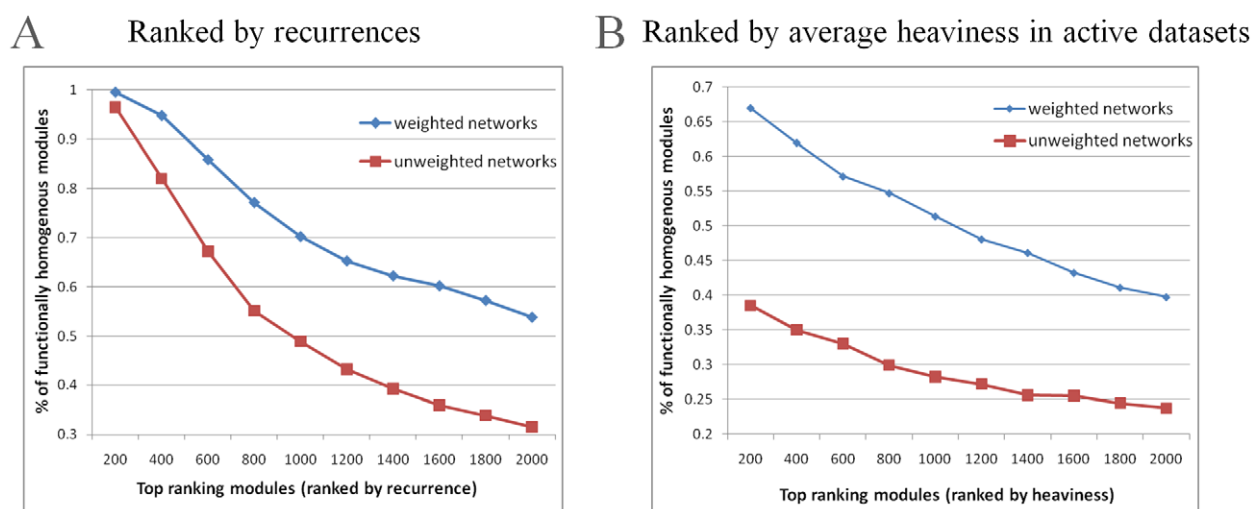 A Ranked by recurrences
% of functionally homogenous modules
1
0.9
0.8
0.7
0.6
0.5
0.4
0.3
weighted networks
unweighted networks
200 400 600 800 1000 1200 1400 1600 1800 2000
Top ranking modules (ranked by recurrence)
B Ranked by average heaviness in active datasets
% of functionally homogenous modules
0.7
0.65
0.6
0.55
0.5
0.45
0.4
0.35
0.3
0.25
0.2
weighted networks
unweighted networks
200 400 600 800 1000 1200 1400 1600 1800 2000
Top ranking modules (ranked by heaviness)